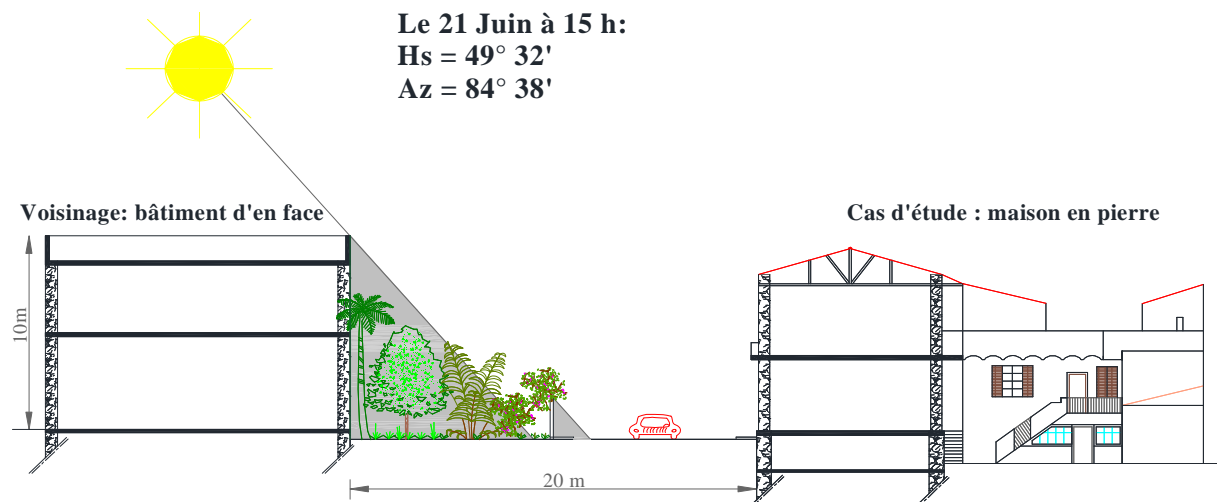 Le 21 Juin à 15 h:
Hs = 49° 32'
Az = 84° 38'
Voisinage: bâtiment d'en face
Cas d'étude : maison en pierre
10m
20 m